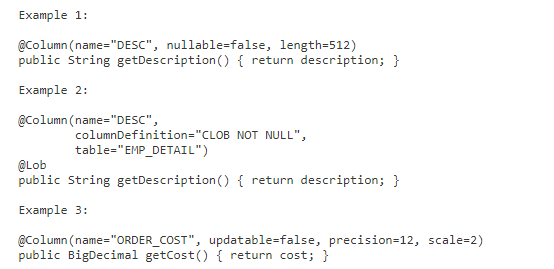 Example 1:
@Column(name="DESC", nullable=false, length=512)
public String getDescription() { return description; }
Example 2:
@Column(name="DESC",
        columnDefinition="CLOB NOT NULL",
        table="EMP_DETAIL")
@Lob
public String getDescription() { return description; }
Example 3:
@Column(name="ORDER_COST", updatable=false, precision=12, scale=2)
public BigDecimal getCost() { return cost; }